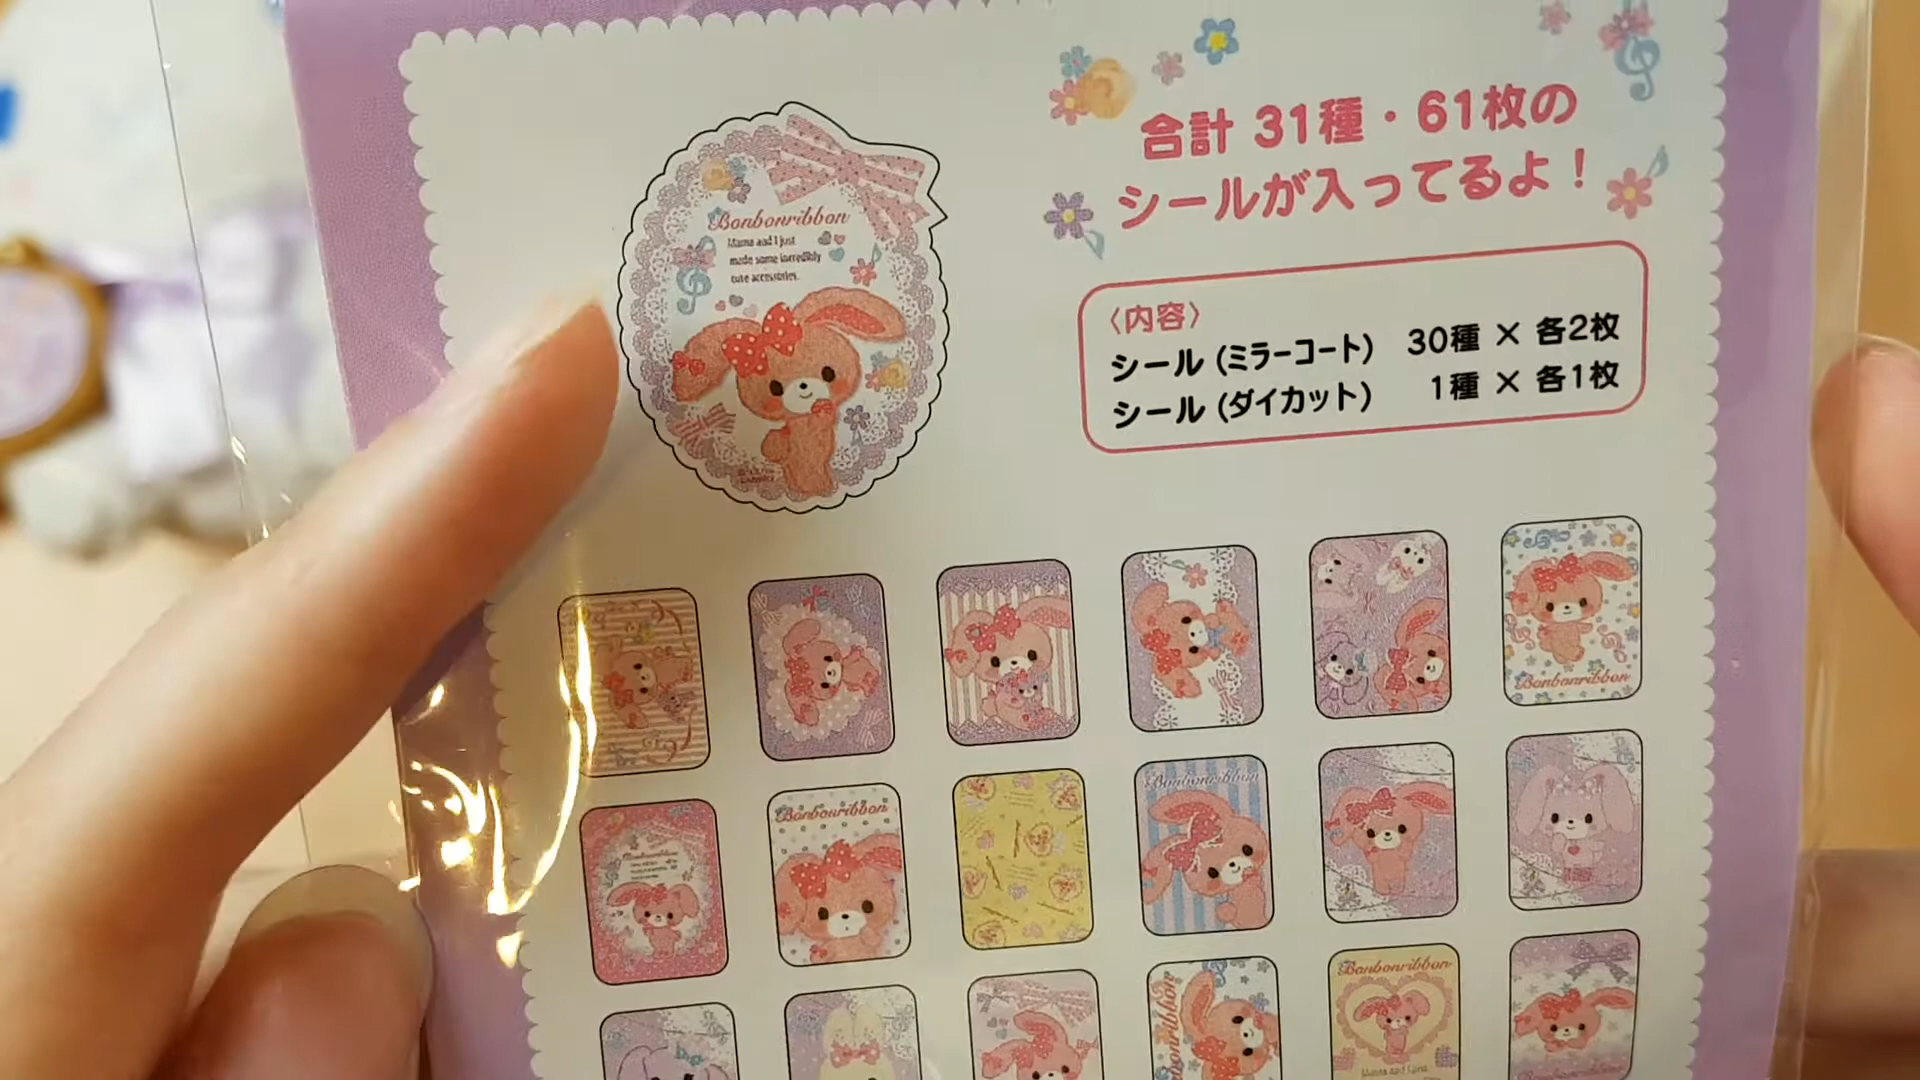 合計 31種・61枚の
シールが入ってるよ！
Bonbonribbon
Mama and I just
made some incredibly
cute accessories.
〈内容〉
シール (ミラーコート) 30種 × 各2枚
シール (ダイカット) 1種 × 各1枚
Bonbonribbon
Bonbonribbon
Bonbonribbon
Bonbonribbon
Mama and I just